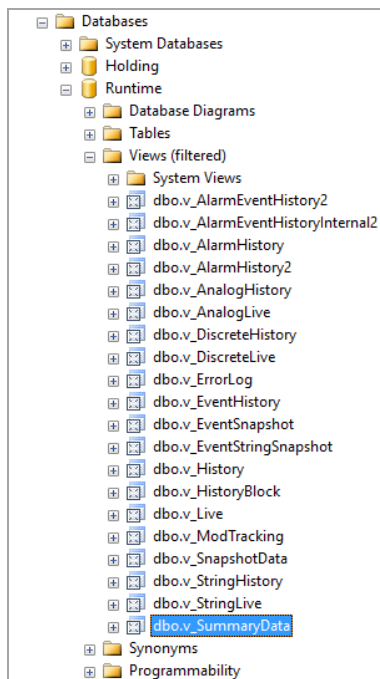 Databases
System Databases
Holding
Runtime
Database Diagrams
Tables
Views (filtered)
System Views
dbo.v_AlarmEventHistory2
dbo.v_AlarmEventHistoryInternal2
dbo.v_AlarmHistory
dbo.v_AlarmHistory2
dbo.v_AnalogHistory
dbo.v_AnalogLive
dbo.v_DiscreteHistory
dbo.v_DiscreteLive
dbo.v_ErrorLog
dbo.v_EventHistory
dbo.v_EventSnapshot
dbo.v_EventStringSnapshot
dbo.v_History
dbo.v_HistoryBlock
dbo.v_Live
dbo.v_ModTracking
dbo.v_SnapshotData
dbo.v_StringHistory
dbo.v_StringLive
dbo.v_SummaryData
Synonyms
Programmability